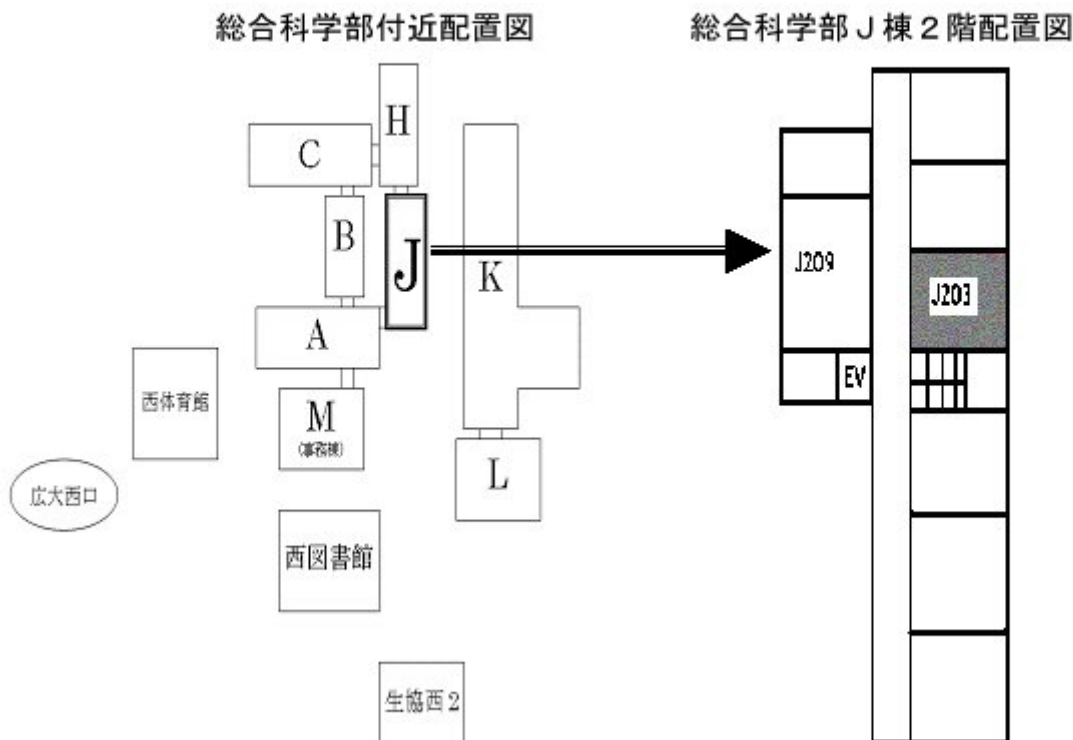 総合科学部付近配置図
総合科学部J棟2階配置図
H
C
B
J
K
J209
J203
A
EV
西体育館
M
(事務棟)
L
広大西口
西図書館
生協西2